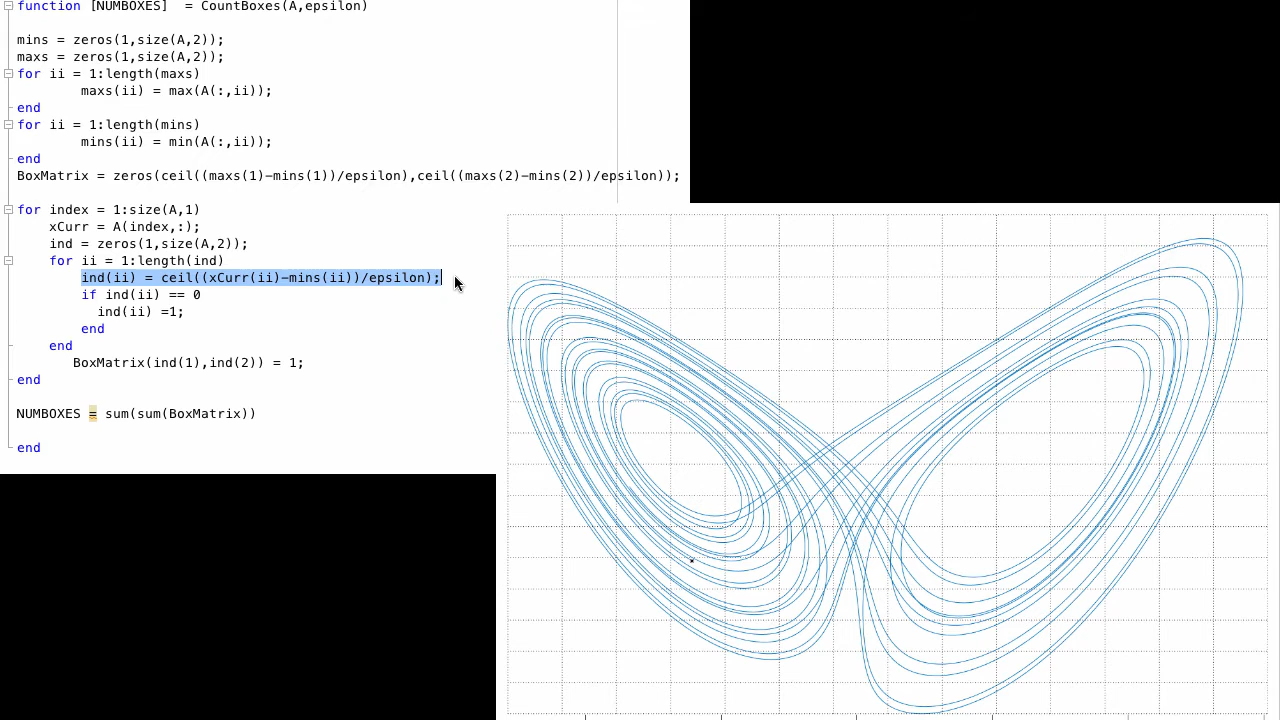 function [NUMBOXES]  = CountBoxes(A,epsilon)
mins = zeros(1,size(A,2));
maxs = zeros(1,size(A,2));
for ii = 1:length(maxs)
        maxs(ii) = max(A(:,ii));
end
for ii = 1:length(mins)
        mins(ii) = min(A(:,ii));
end
BoxMatrix = zeros(ceil((maxs(1)-mins(1))/epsilon),ceil((maxs(2)-mins(2))/epsilon));
for index = 1:size(A,1)
    xCurr = A(index,:);
    ind = zeros(1,size(A,2));
    for ii = 1:length(ind)
        ind(ii) = ceil((xCurr(ii)-mins(ii))/epsilon);
        if ind(ii) == 0
          ind(ii) =1;
        end
    end
       BoxMatrix(ind(1),ind(2)) = 1;
end
NUMBOXES = sum(sum(BoxMatrix))
end